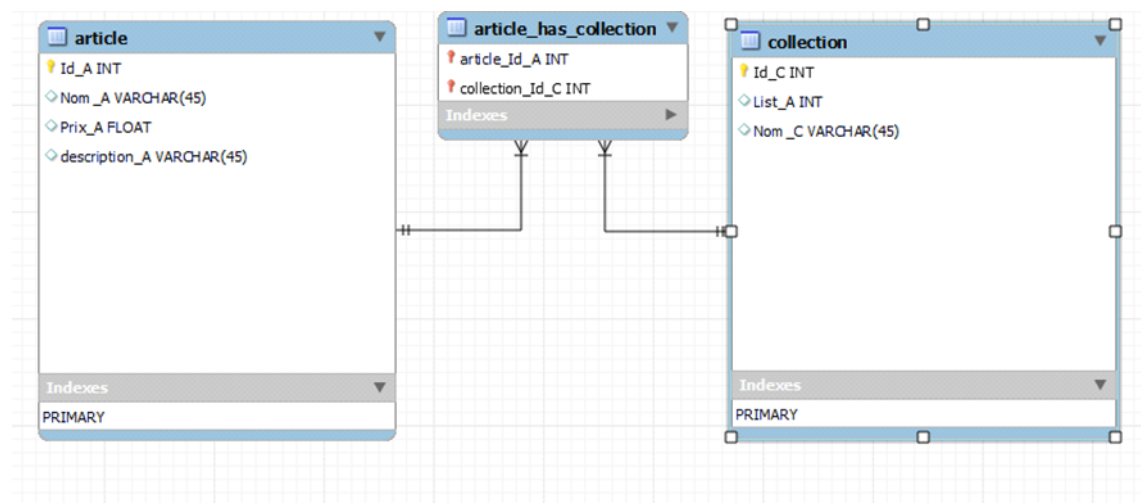 article
Id_A INT
Nom _A VARCHAR(45)
Prix_A FLOAT
description_A VARCHAR(45)
Indexes
PRIMARY
article_has_collection
article_Id_A INT
collection_Id_C INT
Indexes
collection
Id_C INT
List_A INT
Nom _C VARCHAR(45)
Indexes
PRIMARY